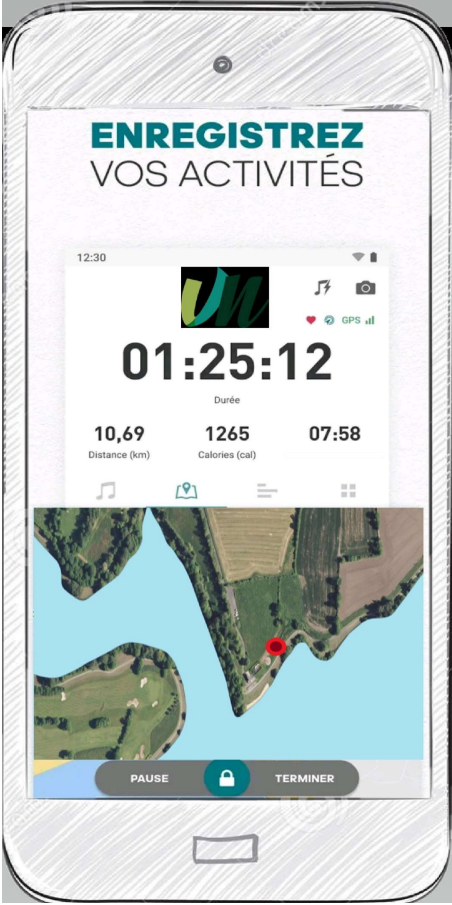 ENREGISTREZ
VOS ACTIVITÉS
12:30
GPS
01:25:12
Durée
10,69 1265 07:58
Distance (km) Calories (cal)
PAUSE TERMINER